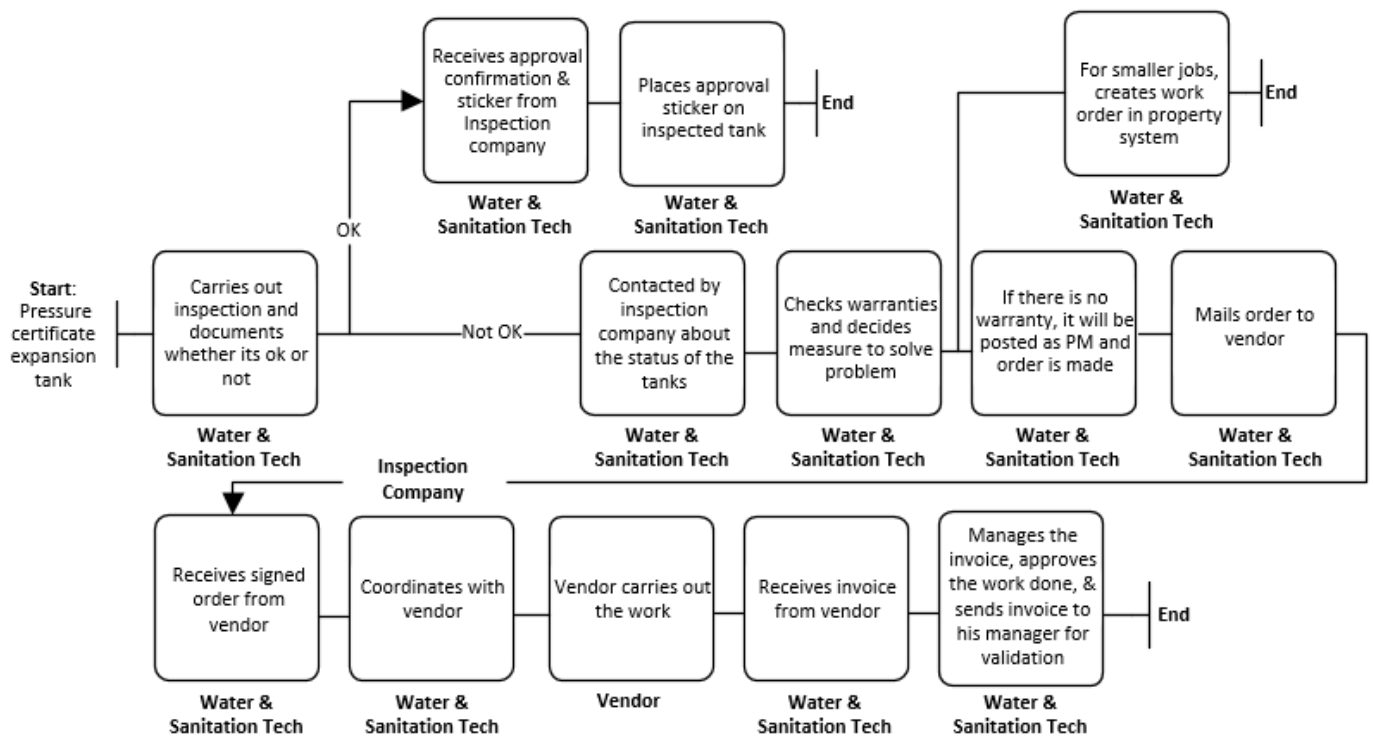 Receives approval
confirmation &
sticker from
Inspection
company
Water &
Sanitation Tech
Places approval
sticker on
inspected tank
Water &
Sanitation Tech
End
For smaller jobs,
creates work
order in property
system
Water &
Sanitation Tech
End
OK
Start:
Pressure
certificate
expansion
tank
Carries out
inspection and
documents
whether its ok or
not
Water &
Sanitation Tech
Not OK
Contacted by
inspection
company about
the status of the
tanks
Water &
Sanitation Tech
Checks warranties
and decides
measure to solve
problem
Water &
Sanitation Tech
If there is no
warranty, it will be
posted as PM and
order is made
Water &
Sanitation Tech
Mails order to
vendor
Water &
Sanitation Tech
Inspection
Company
Receives signed
order from
vendor
Water &
Sanitation Tech
Coordinates with
vendor
Water &
Sanitation Tech
Vendor carries out
the work
Vendor
Receives invoice
from vendor
Water &
Sanitation Tech
Manages the
invoice, approves
the work done, &
sends invoice to
his manager for
validation
Water &
Sanitation Tech
End